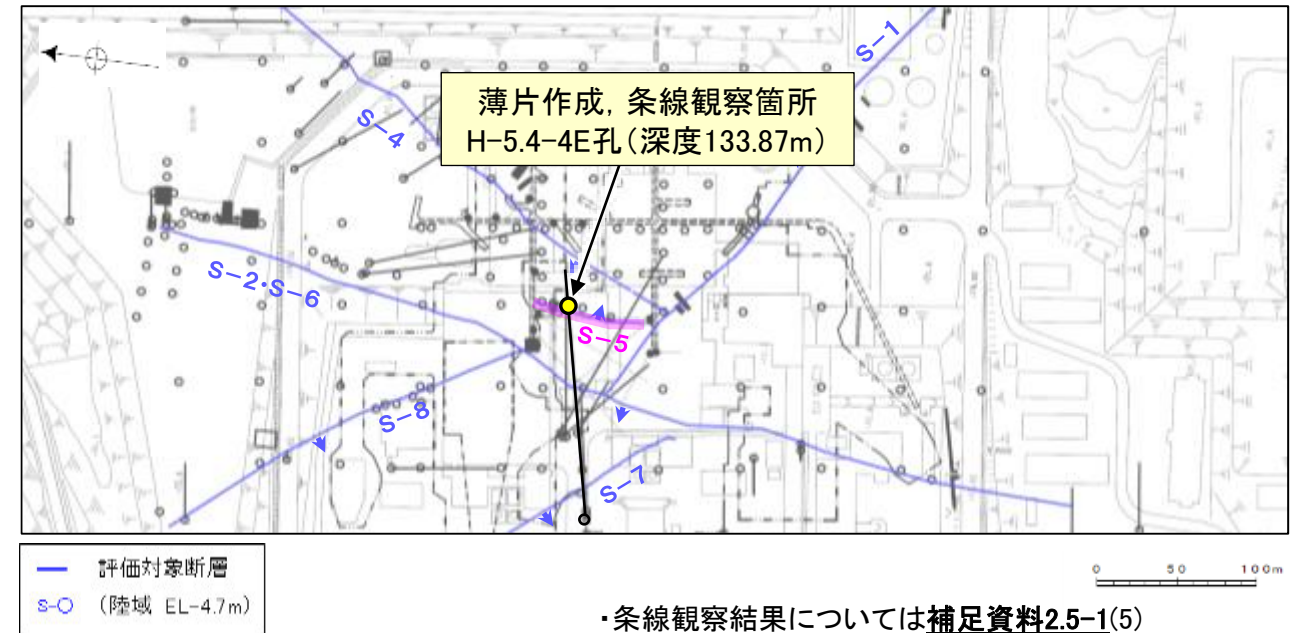 S-1
薄片作成，条線観察箇所
H-5.4-4E孔（深度133.87m）
S-4
S-2・S-6
S-5
S-8
S-7
評価対象断層
S-○ （陸域 EL-4.7m）
0 50 100m
・条線観察結果については補足資料2.5-1(5)